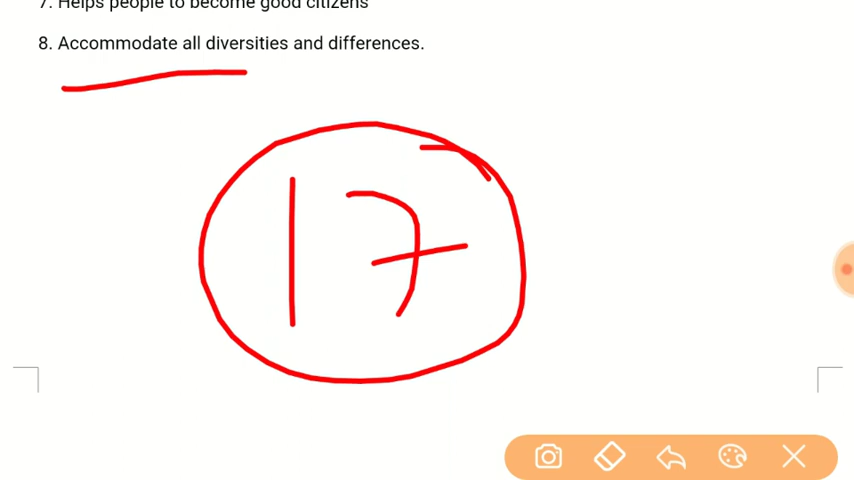 7. Helps people to become good citizens
8. Accommodate all diversities and differences.
17